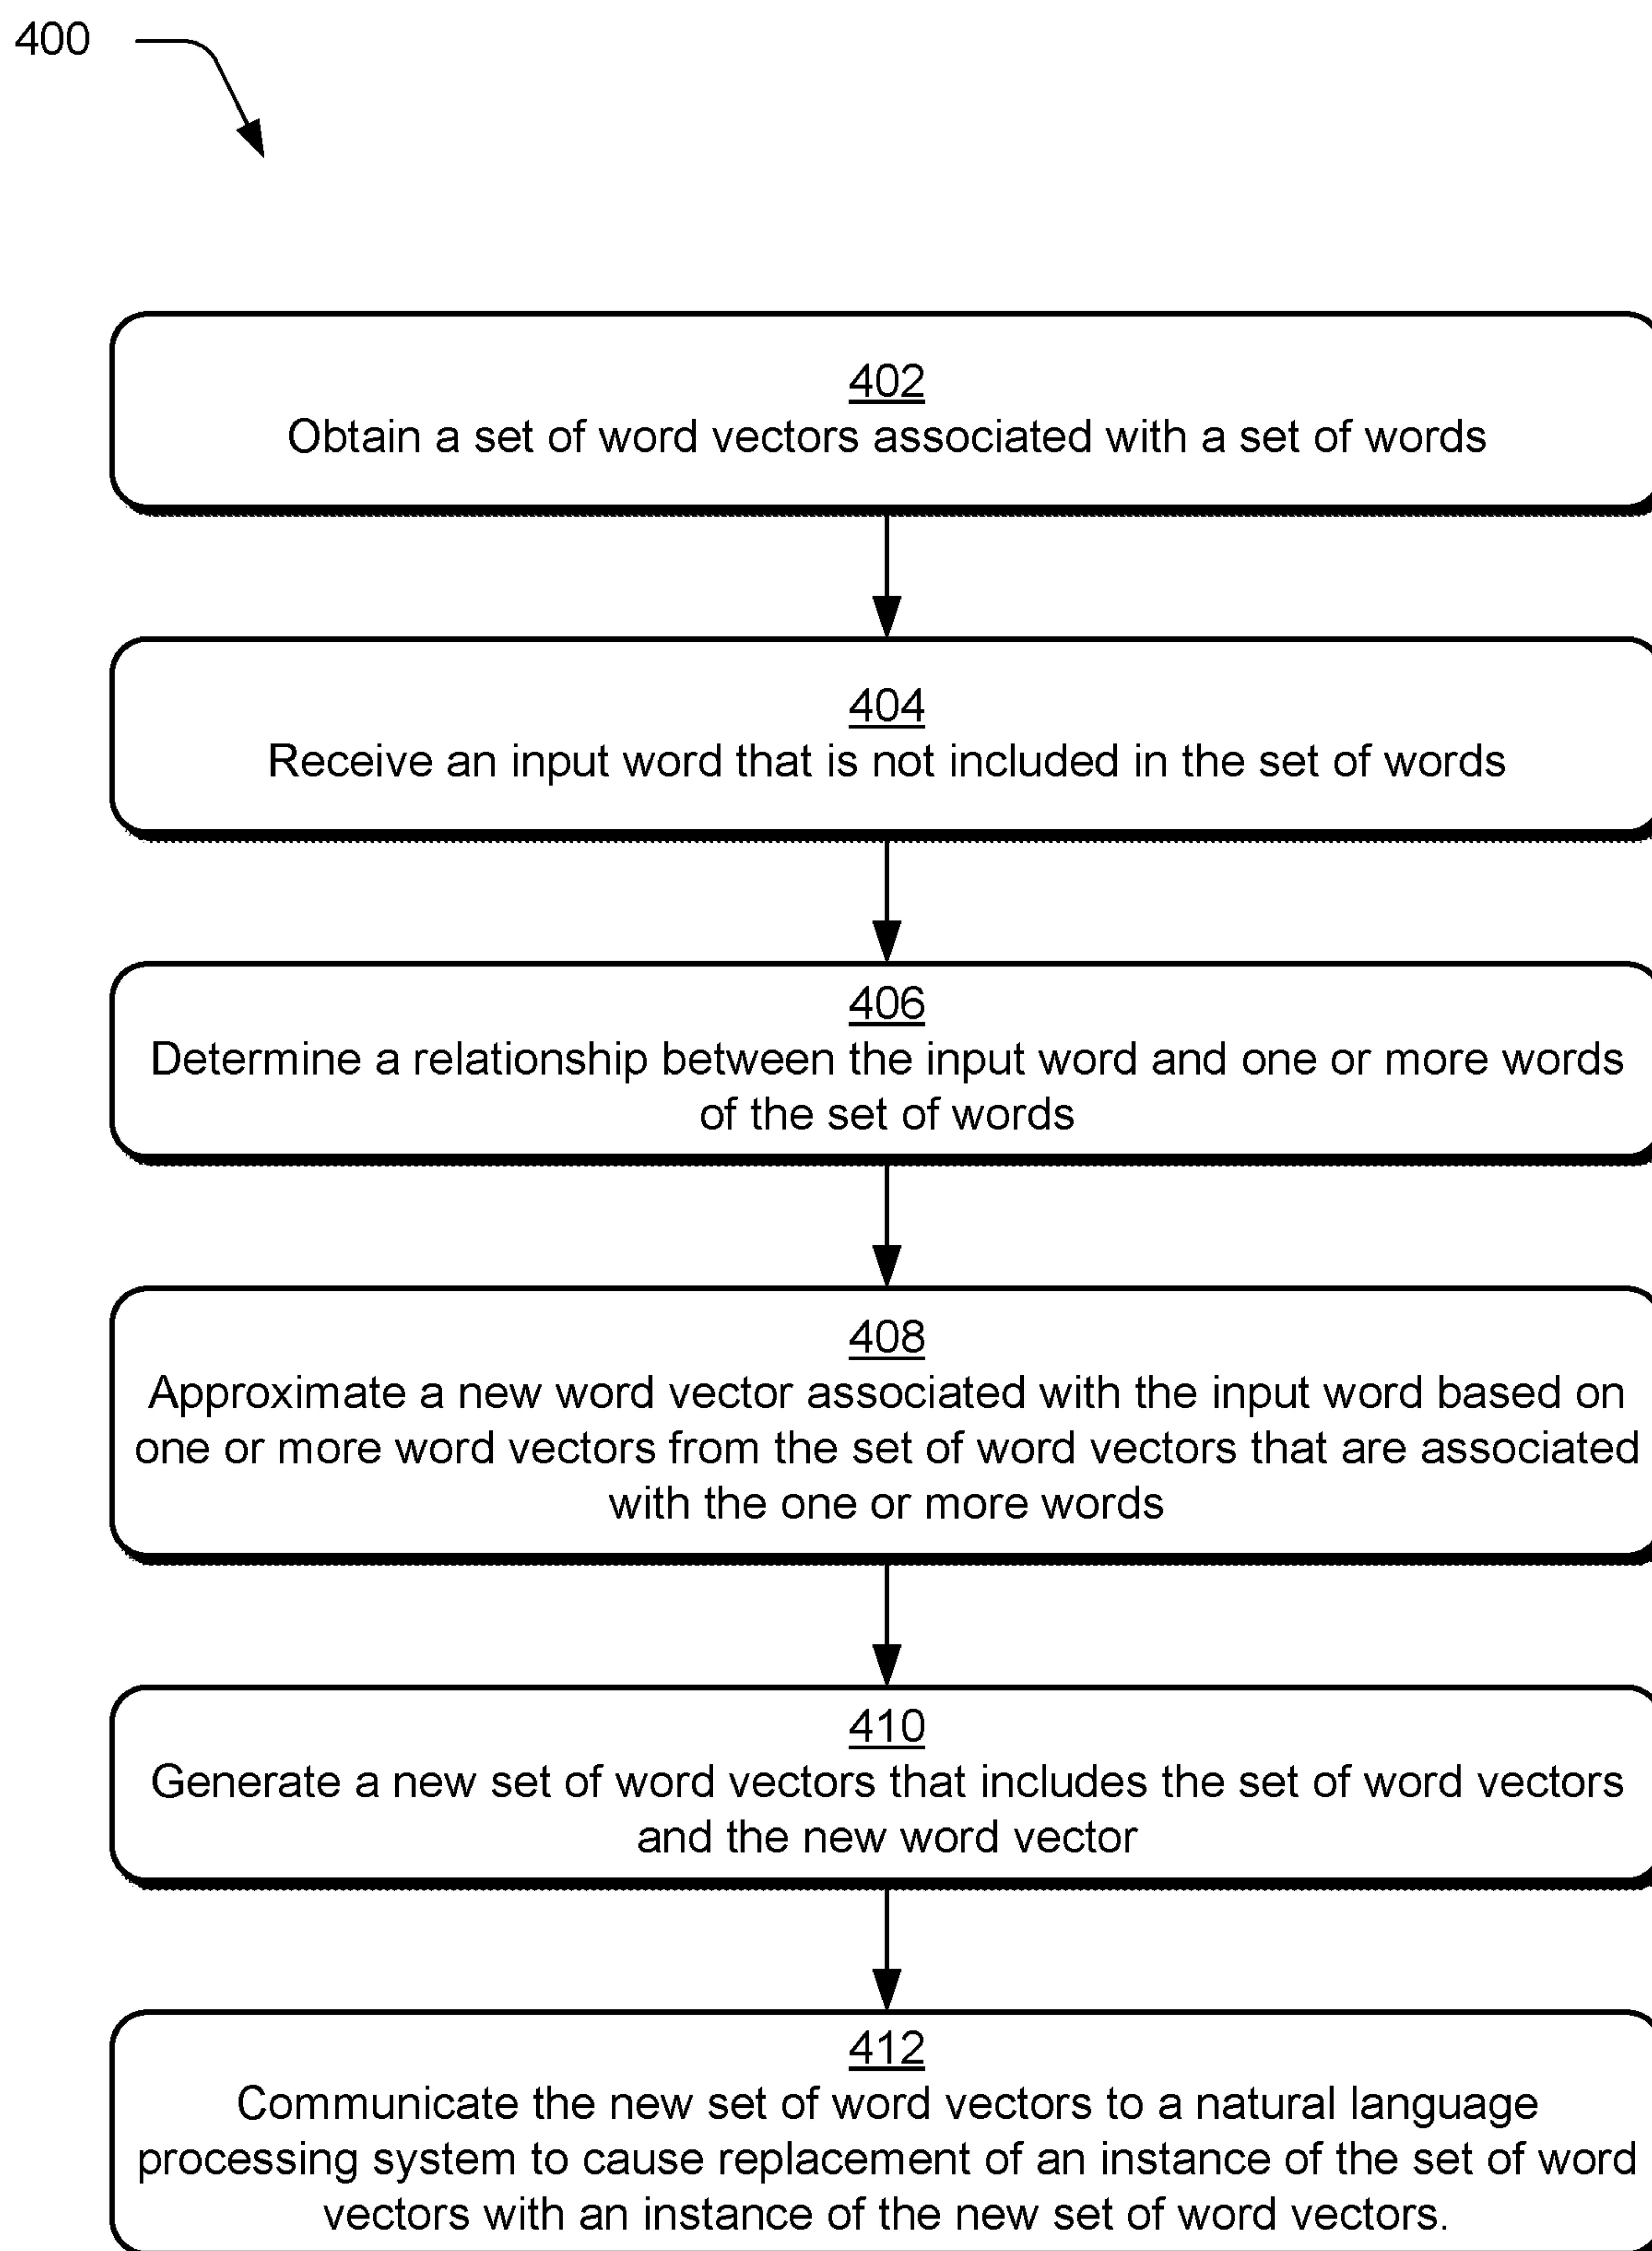 400
402
Obtain a set of word vectors associated with a set of words
404
Receive an input word that is not included in the set of words
406
Determine a relationship between the input word and one or more words
of the set of words
408
Approximate a new word vector associated with the input word based on
one or more word vectors from the set of word vectors that are associated
with the one or more words
410
Generate a new set of word vectors that includes the set of word vectors
and the new word vector
412
Communicate the new set of word vectors to a natural language
processing system to cause replacement of an instance of the set of word
vectors with an instance of the new set of word vectors.